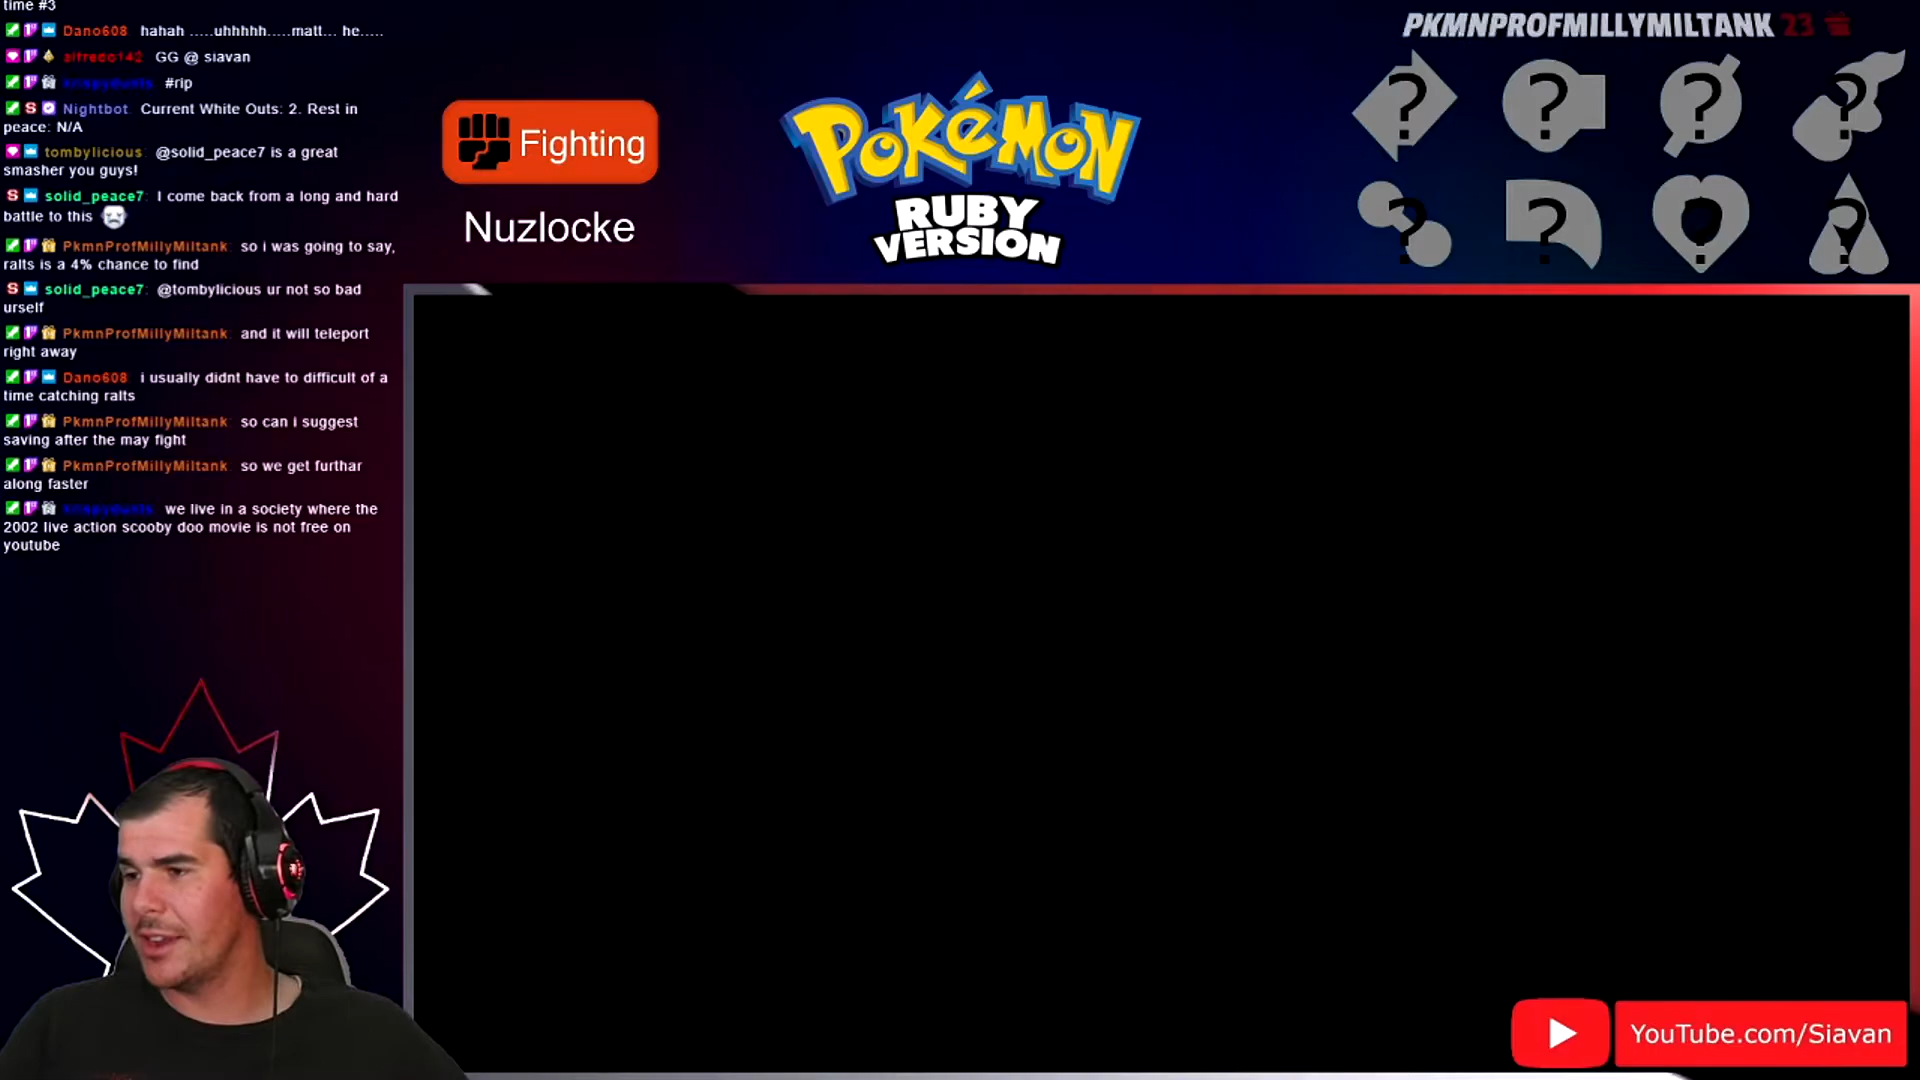 time #3
Dano608 hahah .....uhhhhh.....matt... he.....
alfredo142 GG @ siavan
krispydusts #rip
Nightbot: Current White Outs: 2. Rest in
peace: N/A
tombylicious: @solid_peace7 is a great
smasher you guys!
solid_peace7: I come back from a long and hard
battle to this
PkmnProfMillyMiltank: so i was going to say,
ralts is a 4% chance to find
solid_peace7: @tombylicious ur not so bad
urself
PkmnProfMillyMiltank: and it will teleport
right away
Dano608 i usually didnt have to difficult of a
time catching ralts
PkmnProfMillyMiltank: so can i suggest
saving after the may fight
PkmnProfMillyMiltank: so we get furthar
along faster
we live in a society where the
2002 live action scooby doo movie is not free on
youtube
Fighting
Nuzlocke
POKéMON
RUBY
VERSION
PKMNPROFMILLYMILTANK 23
? ? ? ?
? ? ? ?
YouTube.com/Siavan